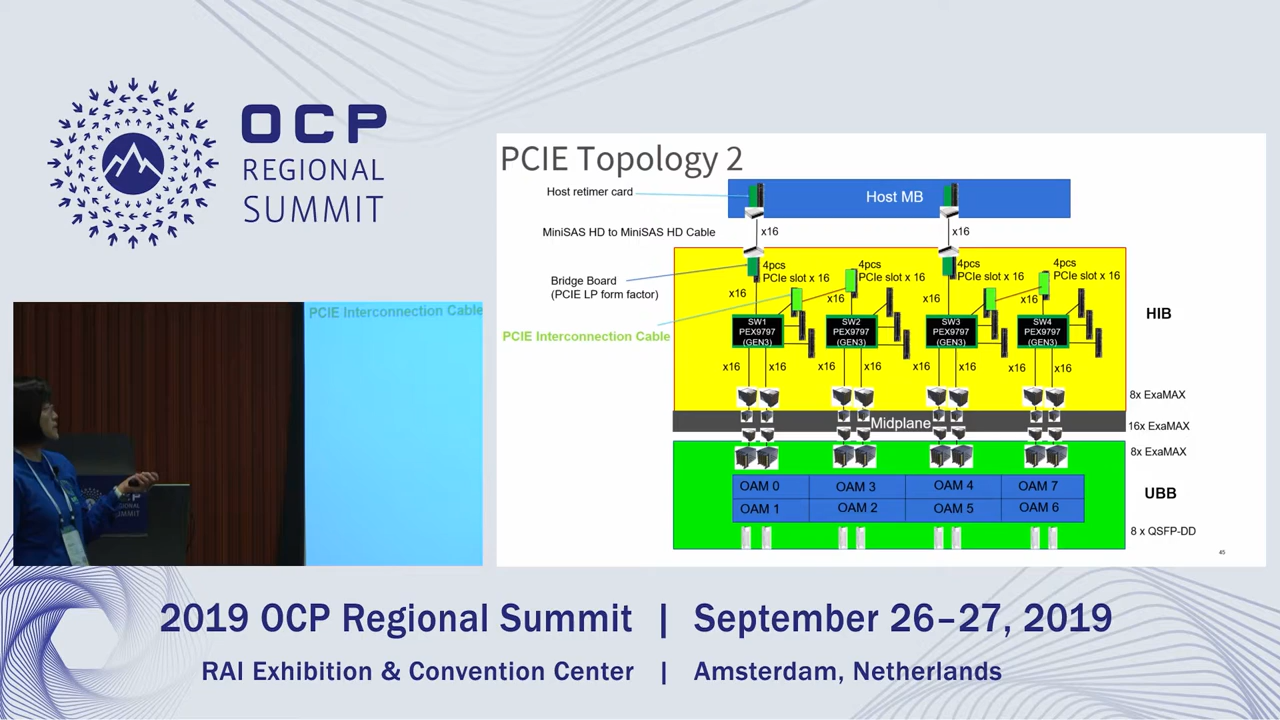 OCP
REGIONAL
SUMMIT
PCIE Topology 2
Host retimer card
Host MB
MiniSAS HD to MiniSAS HD Cable
x16
x16
Bridge Board
(PCIE LP form factor)
4pcs
PCIe slot x 16
4pcs
PCIe slot x 16
4pcs
PCIe slot x 16
4pcs
PCIe slot x 16
x16
x16
x16
x16
PCIE Interconnection Cable
SW1
PEX9797
(GEN3)
SW2
PEX9797
(GEN3)
SW3
PEX9797
(GEN3)
SW4
PEX9797
(GEN3)
HIB
x16
x16
x16
x16
x16
x16
x16
x16
8x ExaMAX
Midplane
16x ExaMAX
8x ExaMAX
OAM 0
OAM 3
OAM 4
OAM 7
OAM 1
OAM 2
OAM 5
OAM 6
UBB
8 x QSFP-DD
45
PCIE Interconnection Cable
OCP
REGIONAL
SUMMIT
2019 OCP Regional Summit | September 26–27, 2019
RAI Exhibition & Convention Center | Amsterdam, Netherlands